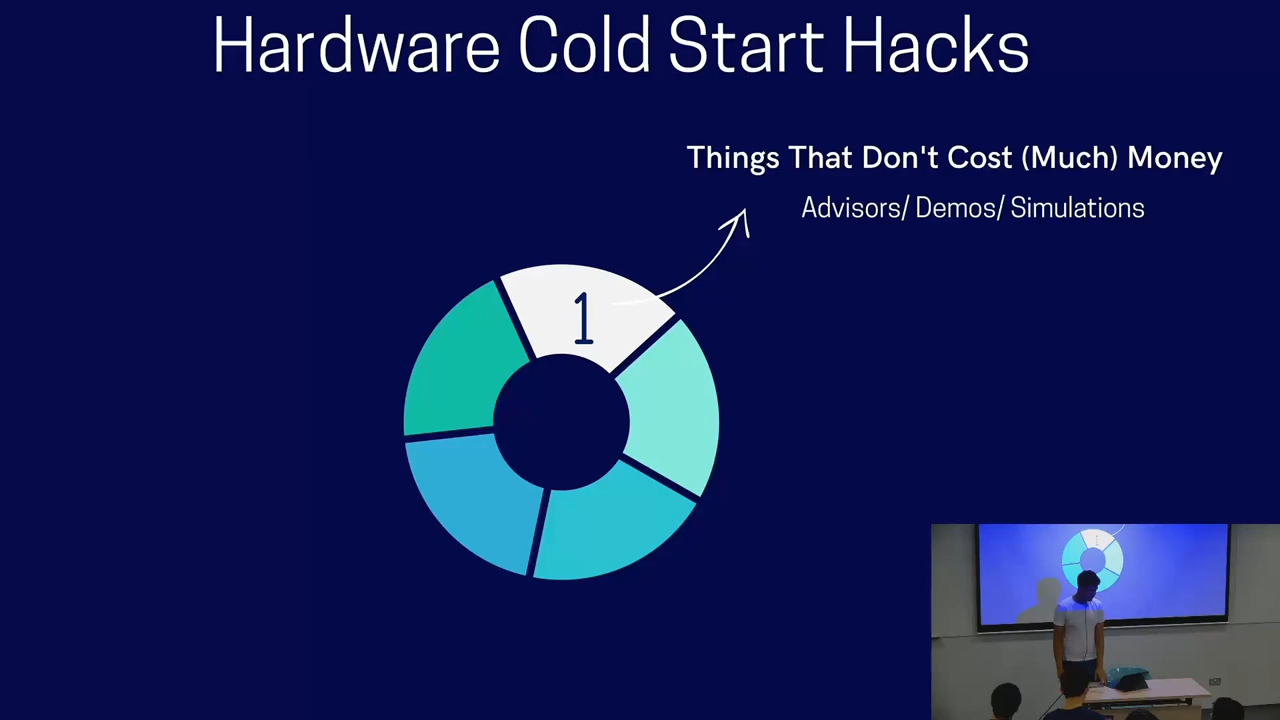 Hardware Cold Start Hacks
Things That Don't Cost (Much) Money
Advisors/ Demos/ Simulations
1